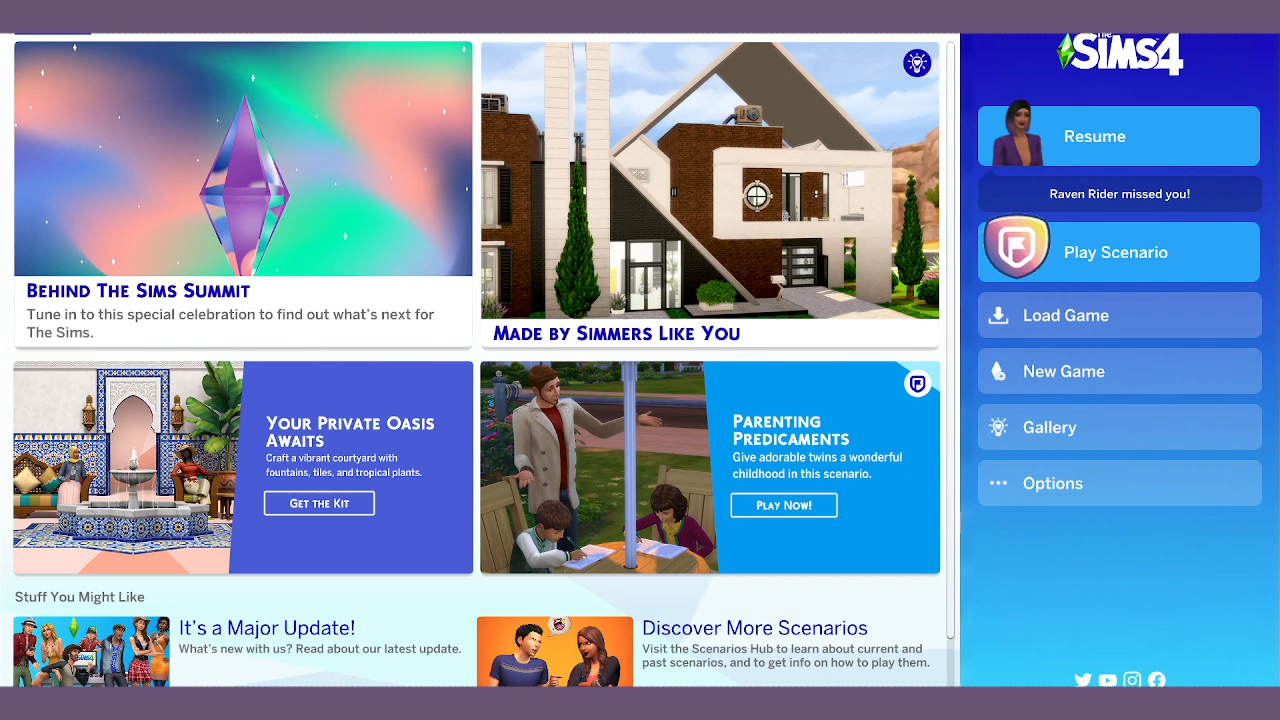 Behind The Sims Summit
Tune in to this special celebration to find out what's next for
The Sims.
Made by Simmers Like You
Your Private Oasis
Awaits
Craft a vibrant courtyard with
fountains, tiles, and tropical plants.
Get the Kit
Parenting
Predicaments
Give adorable twins a wonderful
childhood in this scenario.
Play Now!
Stuff You Might Like
It's a Major Update!
What's new with us? Read about our latest update.
Discover More Scenarios
Visit the Scenarios Hub to learn about current and
past scenarios, and to get info on how to play them.
The
SIMS4
Resume
Raven Rider missed you!
Play Scenario
Load Game
New Game
Gallery
Options